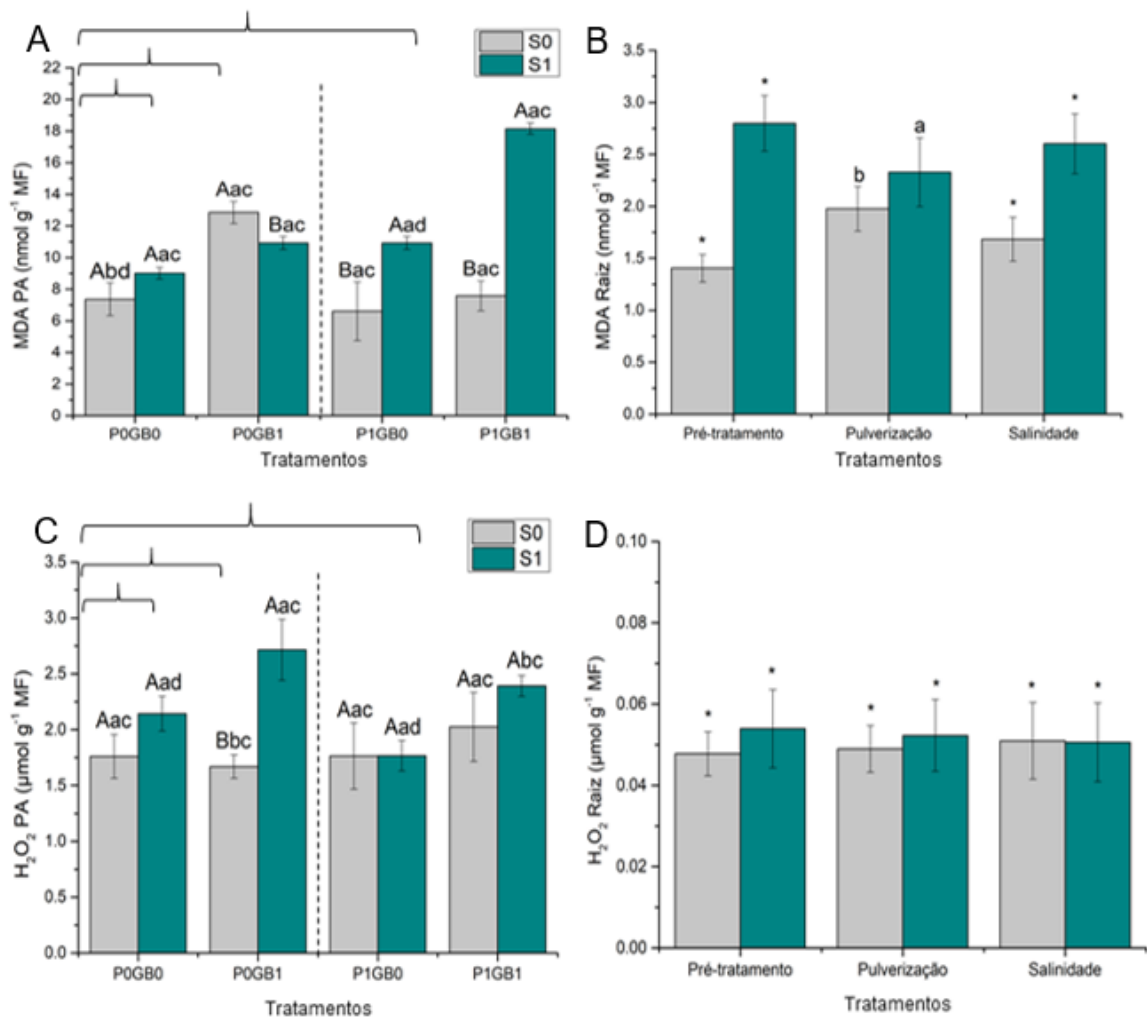 A
S0
S1
MDA PA (nmol g⁻¹ MF)
22
20
18
16
14
12
10
8
6
4
2
0
Abd
Aac
Aac
Bac
Bac
Aad
Bac
Aac
P0GB0
P0GB1
P1GB0
P1GB1
Tratamentos
B
MDA Raiz (nmol g⁻¹ MF)
3.5
3.0
2.5
2.0
1.5
1.0
0.5
0.0
*
*
b
a
*
*
Pré-tratamento
Pulverização
Salinidade
Tratamentos
C
S0
S1
H₂O₂ PA (µmol g⁻¹ MF)
3.5
3.0
2.5
2.0
1.5
1.0
0.5
0.0
Aac
Aad
Bbc
Aac
Aac
Aad
Aac
Abc
P0GB0
P0GB1
P1GB0
P1GB1
Tratamentos
D
H₂O₂ Raiz (µmol g⁻¹ MF)
0.10
0.08
0.06
0.04
0.02
0.00
*
*
*
*
*
*
Pré-tratamento
Pulverização
Salinidade
Tratamentos